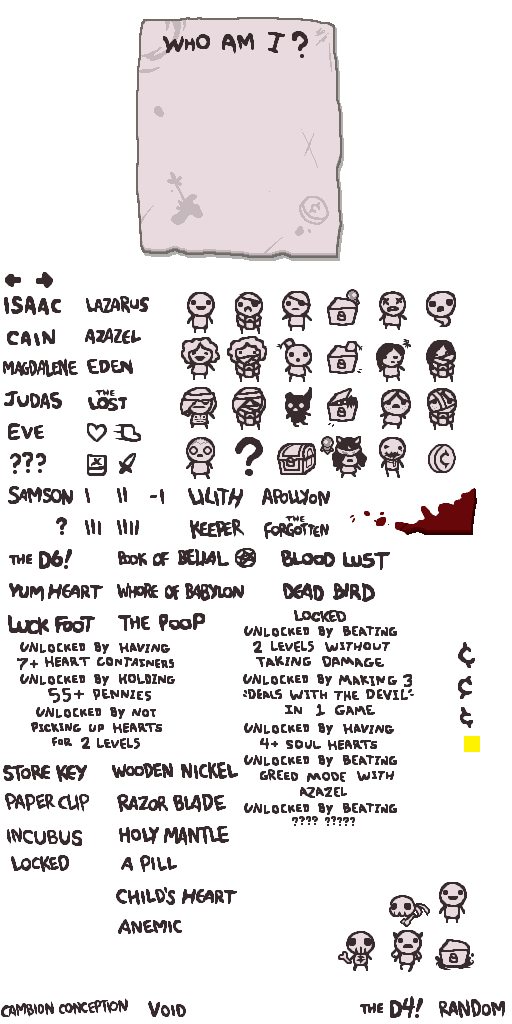 WHO AM I?
ISAAC LAZARUS
CAIN AZAZEL
MAGDALENE EDEN
JUDAS THE LOST
EVE
??? ?
SAMSON I II -I LILITH APOLLYON
? III IIII KEEPER THE FORGOTTEN
THE D6! BOOK OF BELIAL BLOOD LUST
YUM HEART WHORE OF BABYLON DEAD BIRD
LUCK FOOT THE POOP
LOCKED
UNLOCKED BY BEATING
2 LEVELS WITHOUT
TAKING DAMAGE
UNLOCKED BY MAKING 3
"DEALS WITH THE DEVIL"
IN 1 GAME
UNLOCKED BY HAVING
4+ SOUL HEARTS
UNLOCKED BY BEATING
GREED MODE WITH
AZAZEL
UNLOCKED BY BEATING
???? ?????
UNLOCKED BY HAVING
7+ HEART CONTAINERS
UNLOCKED BY HOLDING
55+ PENNIES
UNLOCKED BY NOT
PICKING UP HEARTS
FOR 2 LEVELS
¢
¢
¢
STORE KEY WOODEN NICKEL
PAPER CLIP RAZOR BLADE
INCUBUS HOLY MANTLE
LOCKED A PILL
CHILD'S HEART
ANEMIC
CAMBION CONCEPTION VOID THE D4! RANDOM